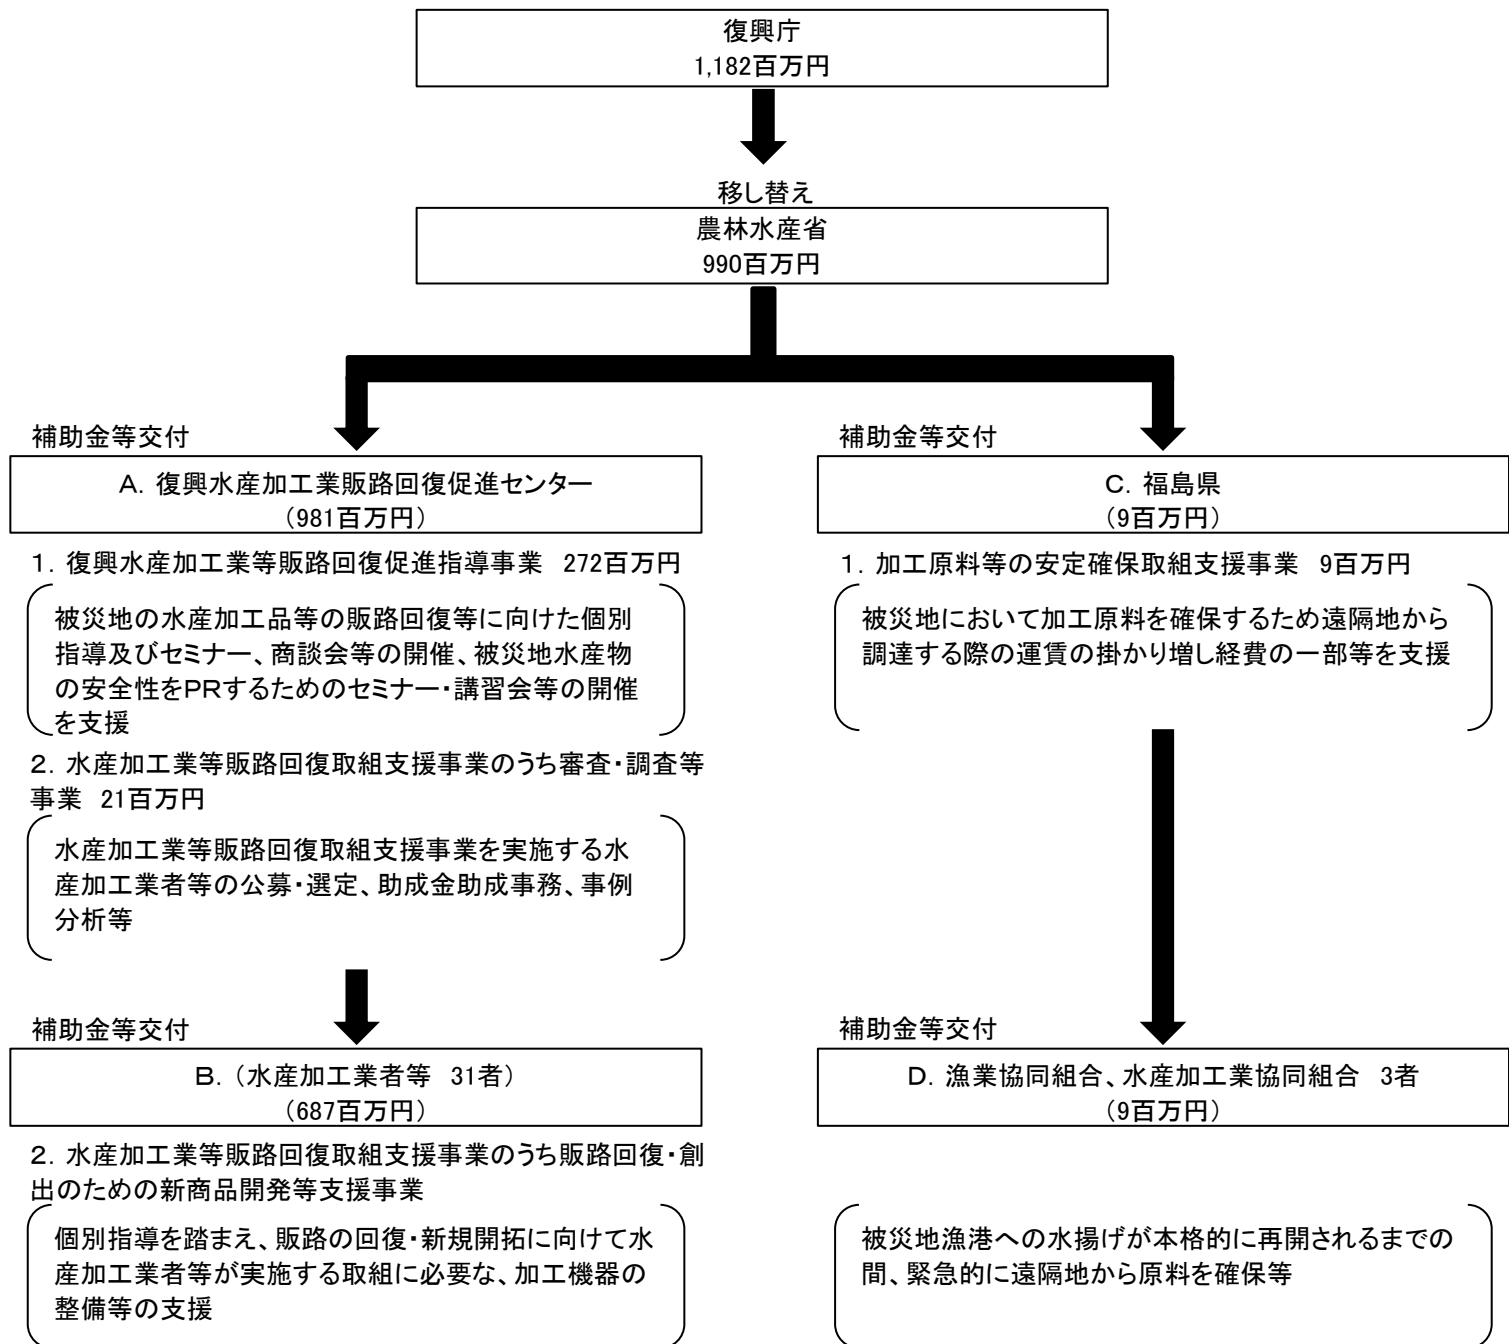 復興庁
1,182百万円
移し替え
農林水産省
990百万円
補助金等交付
A. 復興水産加工業販路回復促進センター
(981百万円)
1. 復興水産加工業等販路回復促進指導事業 272百万円
被災地の水産加工品等の販路回復等に向けた個別
指導及びセミナー、商談会等の開催、被災地水産物
の安全性をPRするためのセミナー・講習会等の開催
を支援
2. 水産加工業等販路回復取組支援事業のうち審査・調査等
事業 21百万円
水産加工業等販路回復取組支援事業を実施する水
産加工業者等の公募・選定、助成金助成事務、事例
分析等
補助金等交付
B. (水産加工業者等 31者)
(687百万円)
2. 水産加工業等販路回復取組支援事業のうち販路回復・創
出のための新商品開発等支援事業
個別指導を踏まえ、販路の回復・新規開拓に向けて水
産加工業者等が実施する取組に必要な、加工機器の
整備等の支援
補助金等交付
C. 福島県
(9百万円)
1. 加工原料等の安定確保取組支援事業 9百万円
被災地において加工原料を確保するため遠隔地から
調達する際の運賃の掛かり増し経費の一部等を支援
補助金等交付
D. 漁業協同組合、水産加工業協同組合 3者
(9百万円)
被災地漁港への水揚げが本格的に再開されるまでの
間、緊急的に遠隔地から原料を確保等